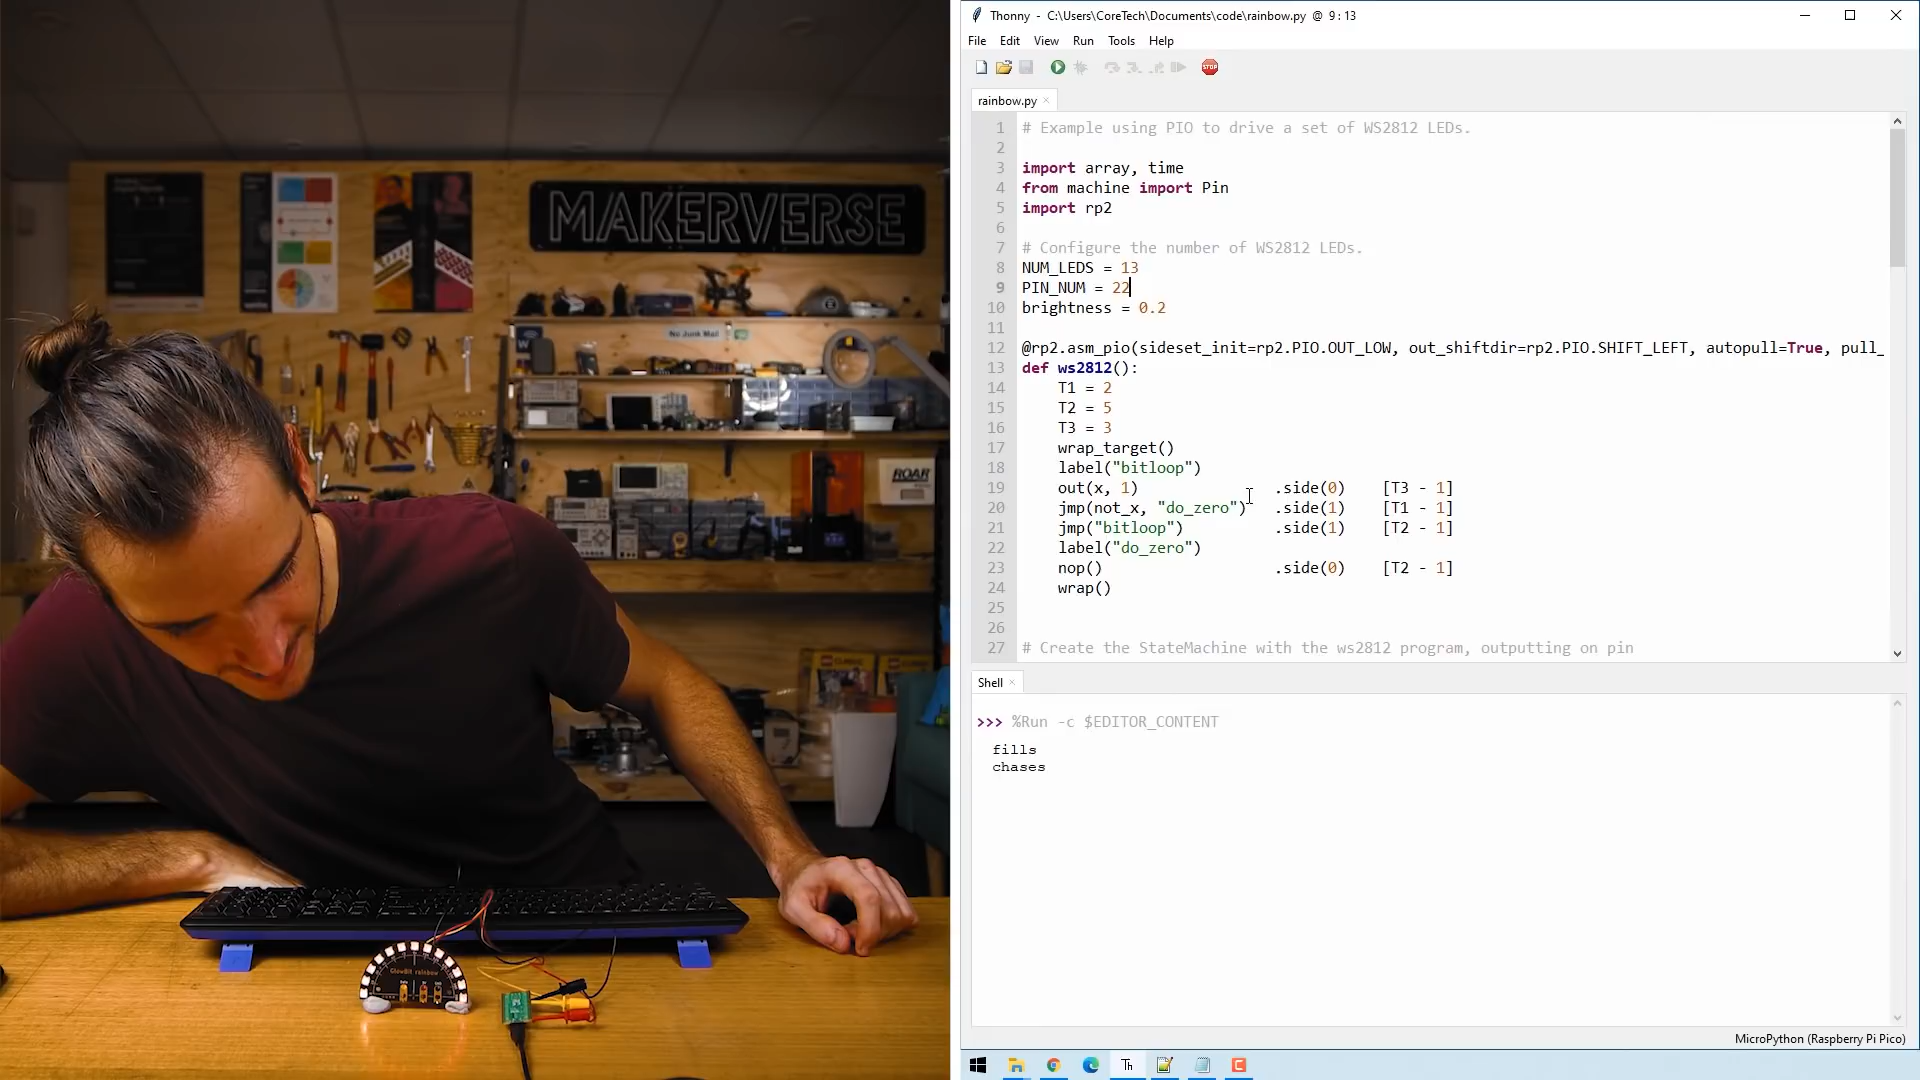 MAKERVERSE
No Junk Mail
ROAR
GlowBit rainbow
Thonny - C:\Users\CoreTech\Documents\code\rainbow.py @ 9:13
File Edit View Run Tools Help
STOP
rainbow.py
1 # Example using PIO to drive a set of WS2812 LEDs.
2
3 import array, time
4 from machine import Pin
5 import rp2
6
7 # Configure the number of WS2812 LEDs.
8 NUM_LEDS = 13
9 PIN_NUM = 22
10 brightness = 0.2
11
12 @rp2.asm_pio(sideset_init=rp2.PIO.OUT_LOW, out_shiftdir=rp2.PIO.SHIFT_LEFT, autopull=True, pull_
13 def ws2812():
14 T1 = 2
15 T2 = 5
16 T3 = 3
17 wrap_target()
18 label("bitloop")
19 out(x, 1) .side(0) [T3 - 1]
20 jmp(not_x, "do_zero") .side(1) [T1 - 1]
21 jmp("bitloop") .side(1) [T2 - 1]
22 label("do_zero")
23 nop() .side(0) [T2 - 1]
24 wrap()
25
26
27 # Create the StateMachine with the ws2812 program, outputting on pin
Shell
>>> %Run -c $EDITOR_CONTENT
fills
chases
MicroPython (Raspberry Pi Pico)
Th